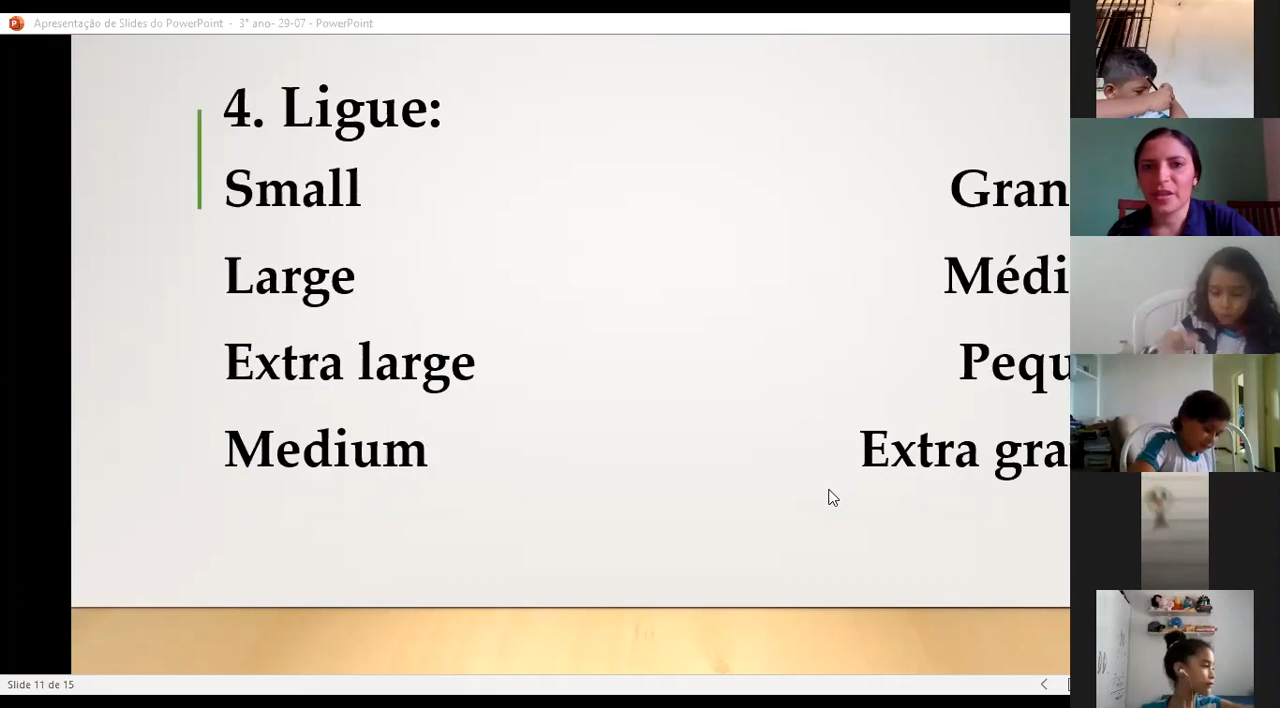 Apresentação de Slides do PowerPoint - 3° ano- 29-07 - PowerPoint
4. Ligue:
Small Gran
Large Médi
Extra large Pequ
Medium Extra gra
Slide 11 de 15